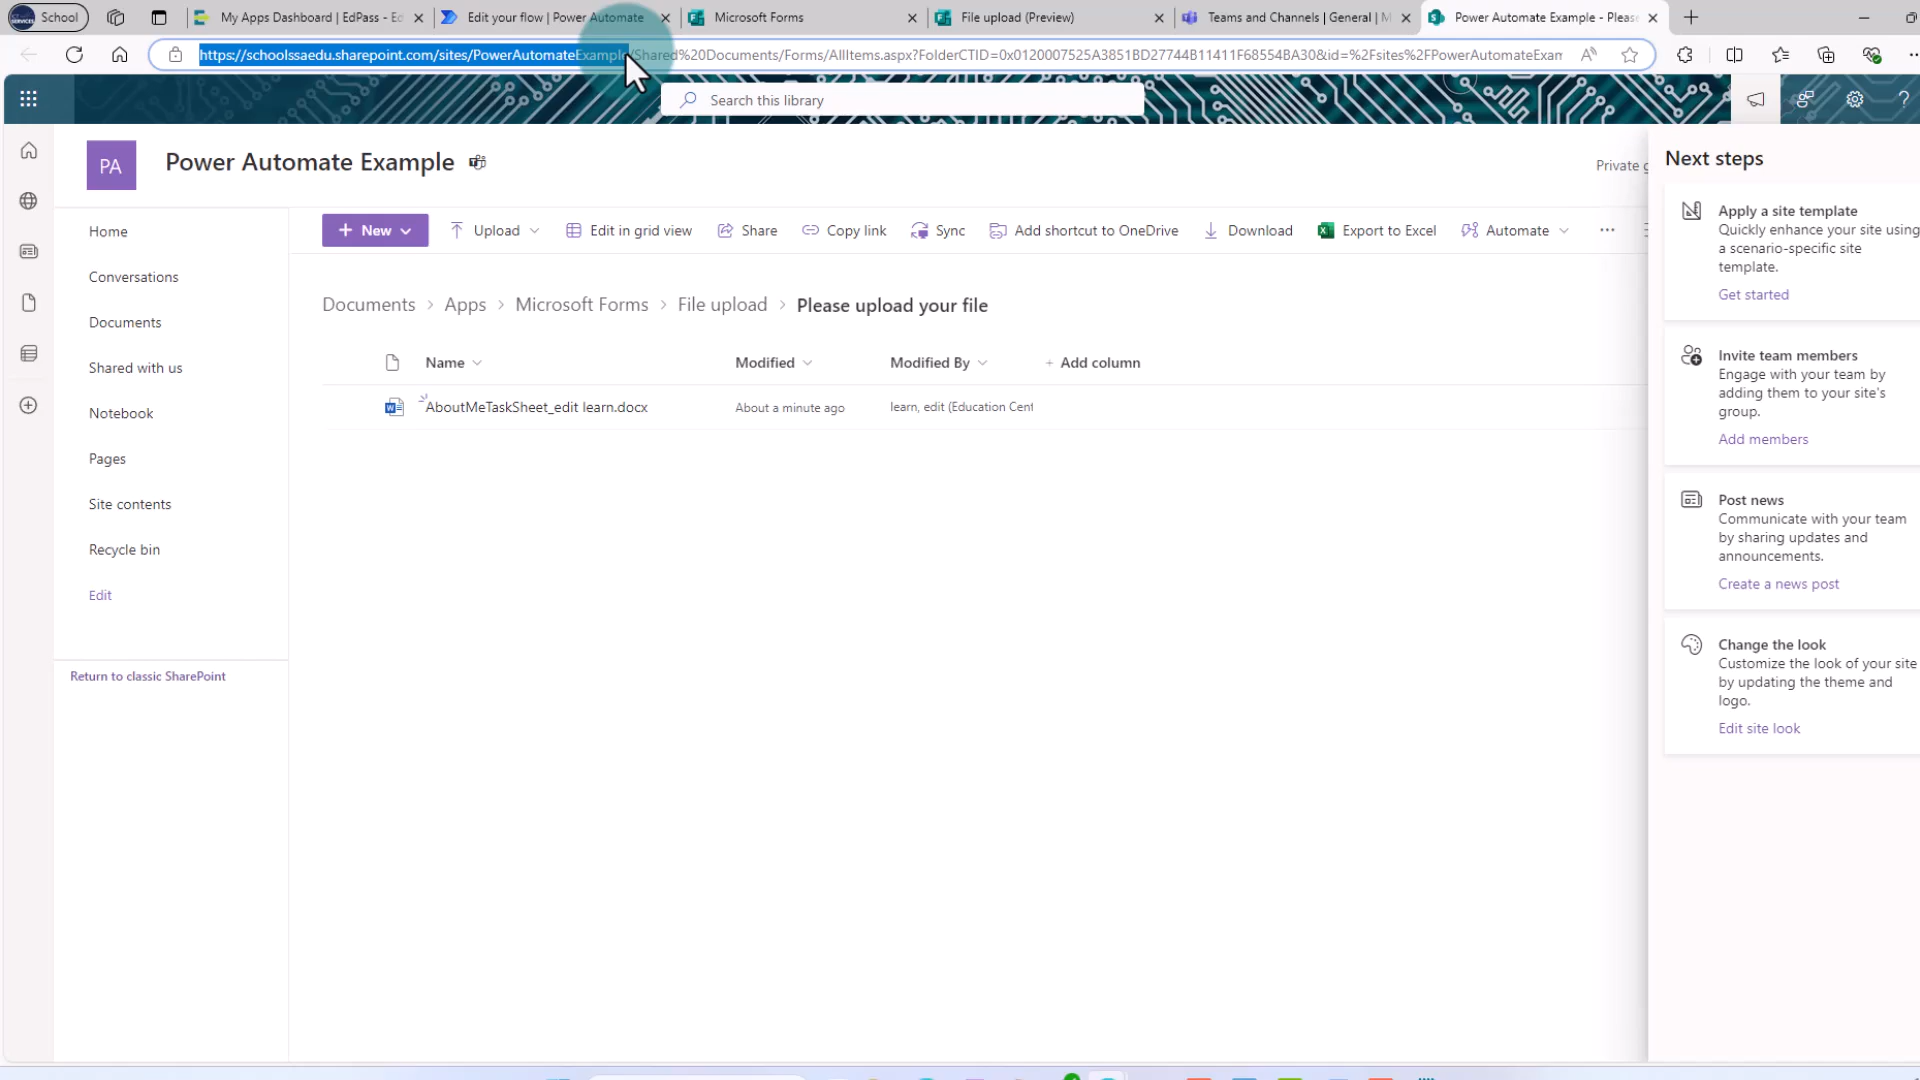 School
My Apps Dashboard | EdPass - Ed
Edit your flow | Power Automate
Microsoft Forms
File upload (Preview)
Teams and Channels | General | M
Power Automate Example - Please
https://schoolssaedu.sharepoint.com/sites/PowerAutomateExample/Shared%20Documents/Forms/AllItems.aspx?FolderCTID=0x0120007525A3851BD27744B11411F68554BA30&id=%2Fsites%2FPowerAutomateExam
Search this library
PA
Power Automate Example
Private g
Next steps
Home
Conversations
Documents
Shared with us
Notebook
Pages
Site contents
Recycle bin
Edit
Return to classic SharePoint
+ New
Upload
Edit in grid view
Share
Copy link
Sync
Add shortcut to OneDrive
Download
Export to Excel
Automate
Documents > Apps > Microsoft Forms > File upload > Please upload your file
Name
Modified
Modified By
+ Add column
AboutMeTaskSheet_edit learn.docx
About a minute ago
learn, edit (Education Cent
Apply a site template
Quickly enhance your site using
a scenario-specific site
template.
Get started
Invite team members
Engage with your team by
adding them to your site's
group.
Add members
Post news
Communicate with your team
by sharing updates and
announcements.
Create a news post
Change the look
Customize the look of your site
by updating the theme and
logo.
Edit site look